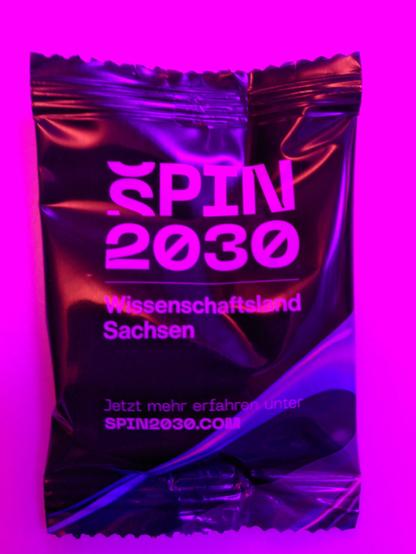 SPIN
2030
Wissenschaftsland
Sachsen
Jetzt mehr erfahren unter
SPIN2030.COM